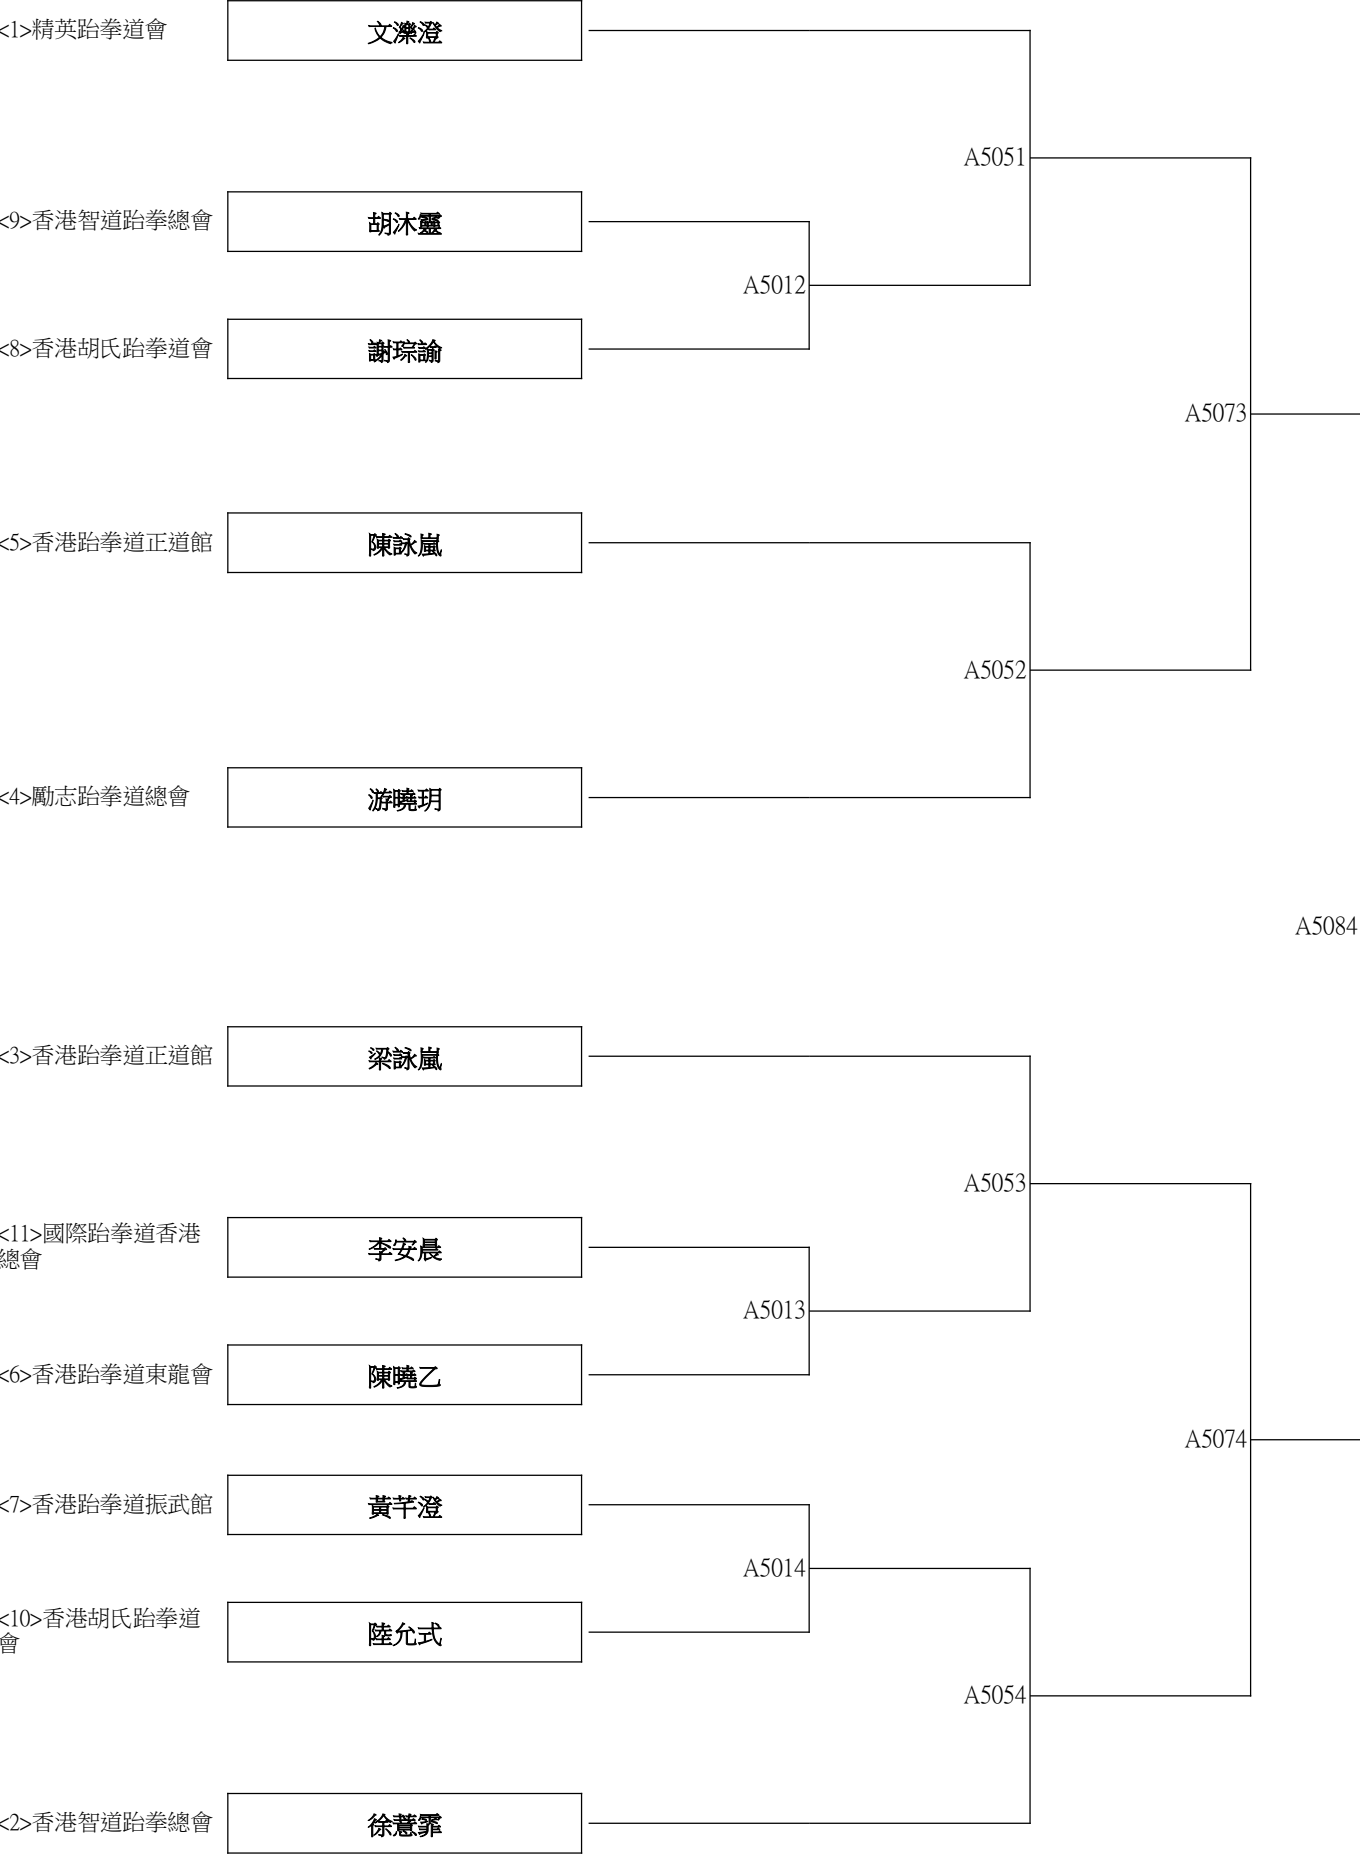 <1>精英跆拳道會
文濼澄
A5051
<9>香港智道跆拳總會
胡沐靈
A5012
<8>香港胡氏跆拳道會
謝琮諭
A5073
<5>香港跆拳道正道館
陳詠嵐
A5052
<4>勵志跆拳道總會
游曉玥
A5084
<3>香港跆拳道正道館
梁詠嵐
A5053
<11>國際跆拳道香港
總會
李安晨
A5013
<6>香港跆拳道東龍會
陳曉乙
A5074
<7>香港跆拳道振武館
黃芊澄
A5014
<10>香港胡氏跆拳道
會
陸允式
A5054
<2>香港智道跆拳總會
徐薏霏